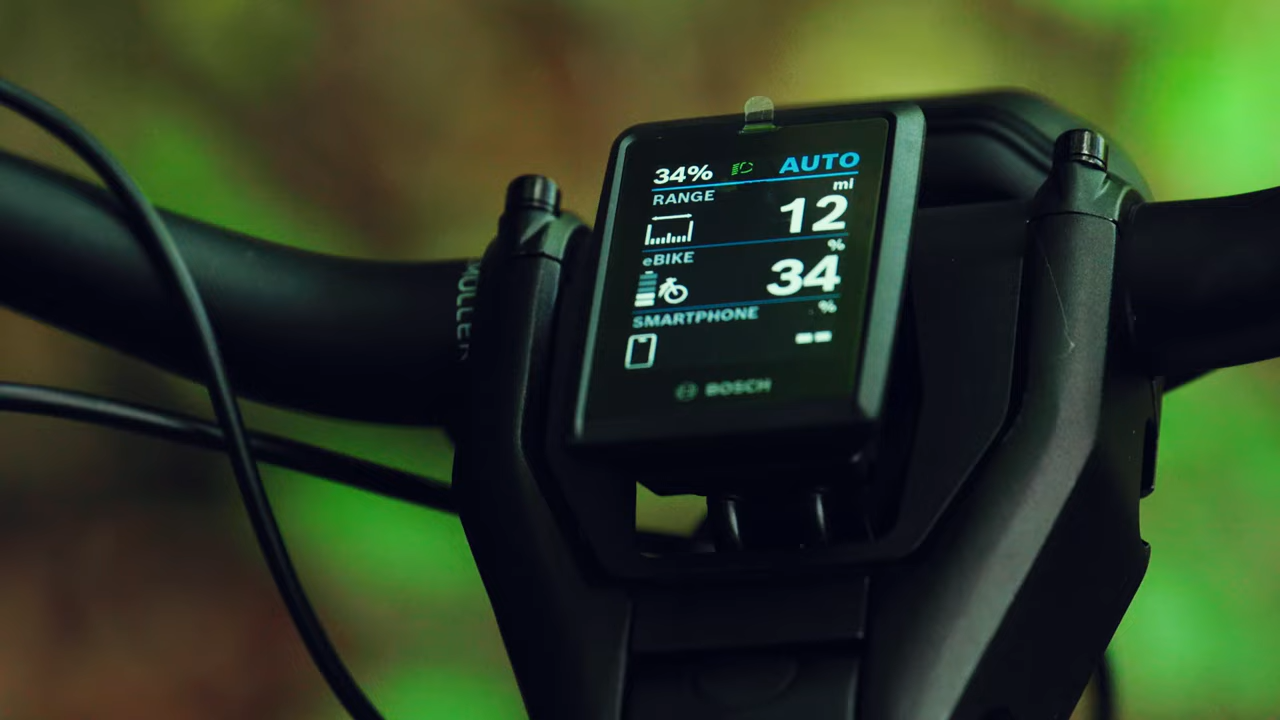 34% AUTO
RANGE mi
12
eBIKE %
34
SMARTPHONE %
--
BOSCH